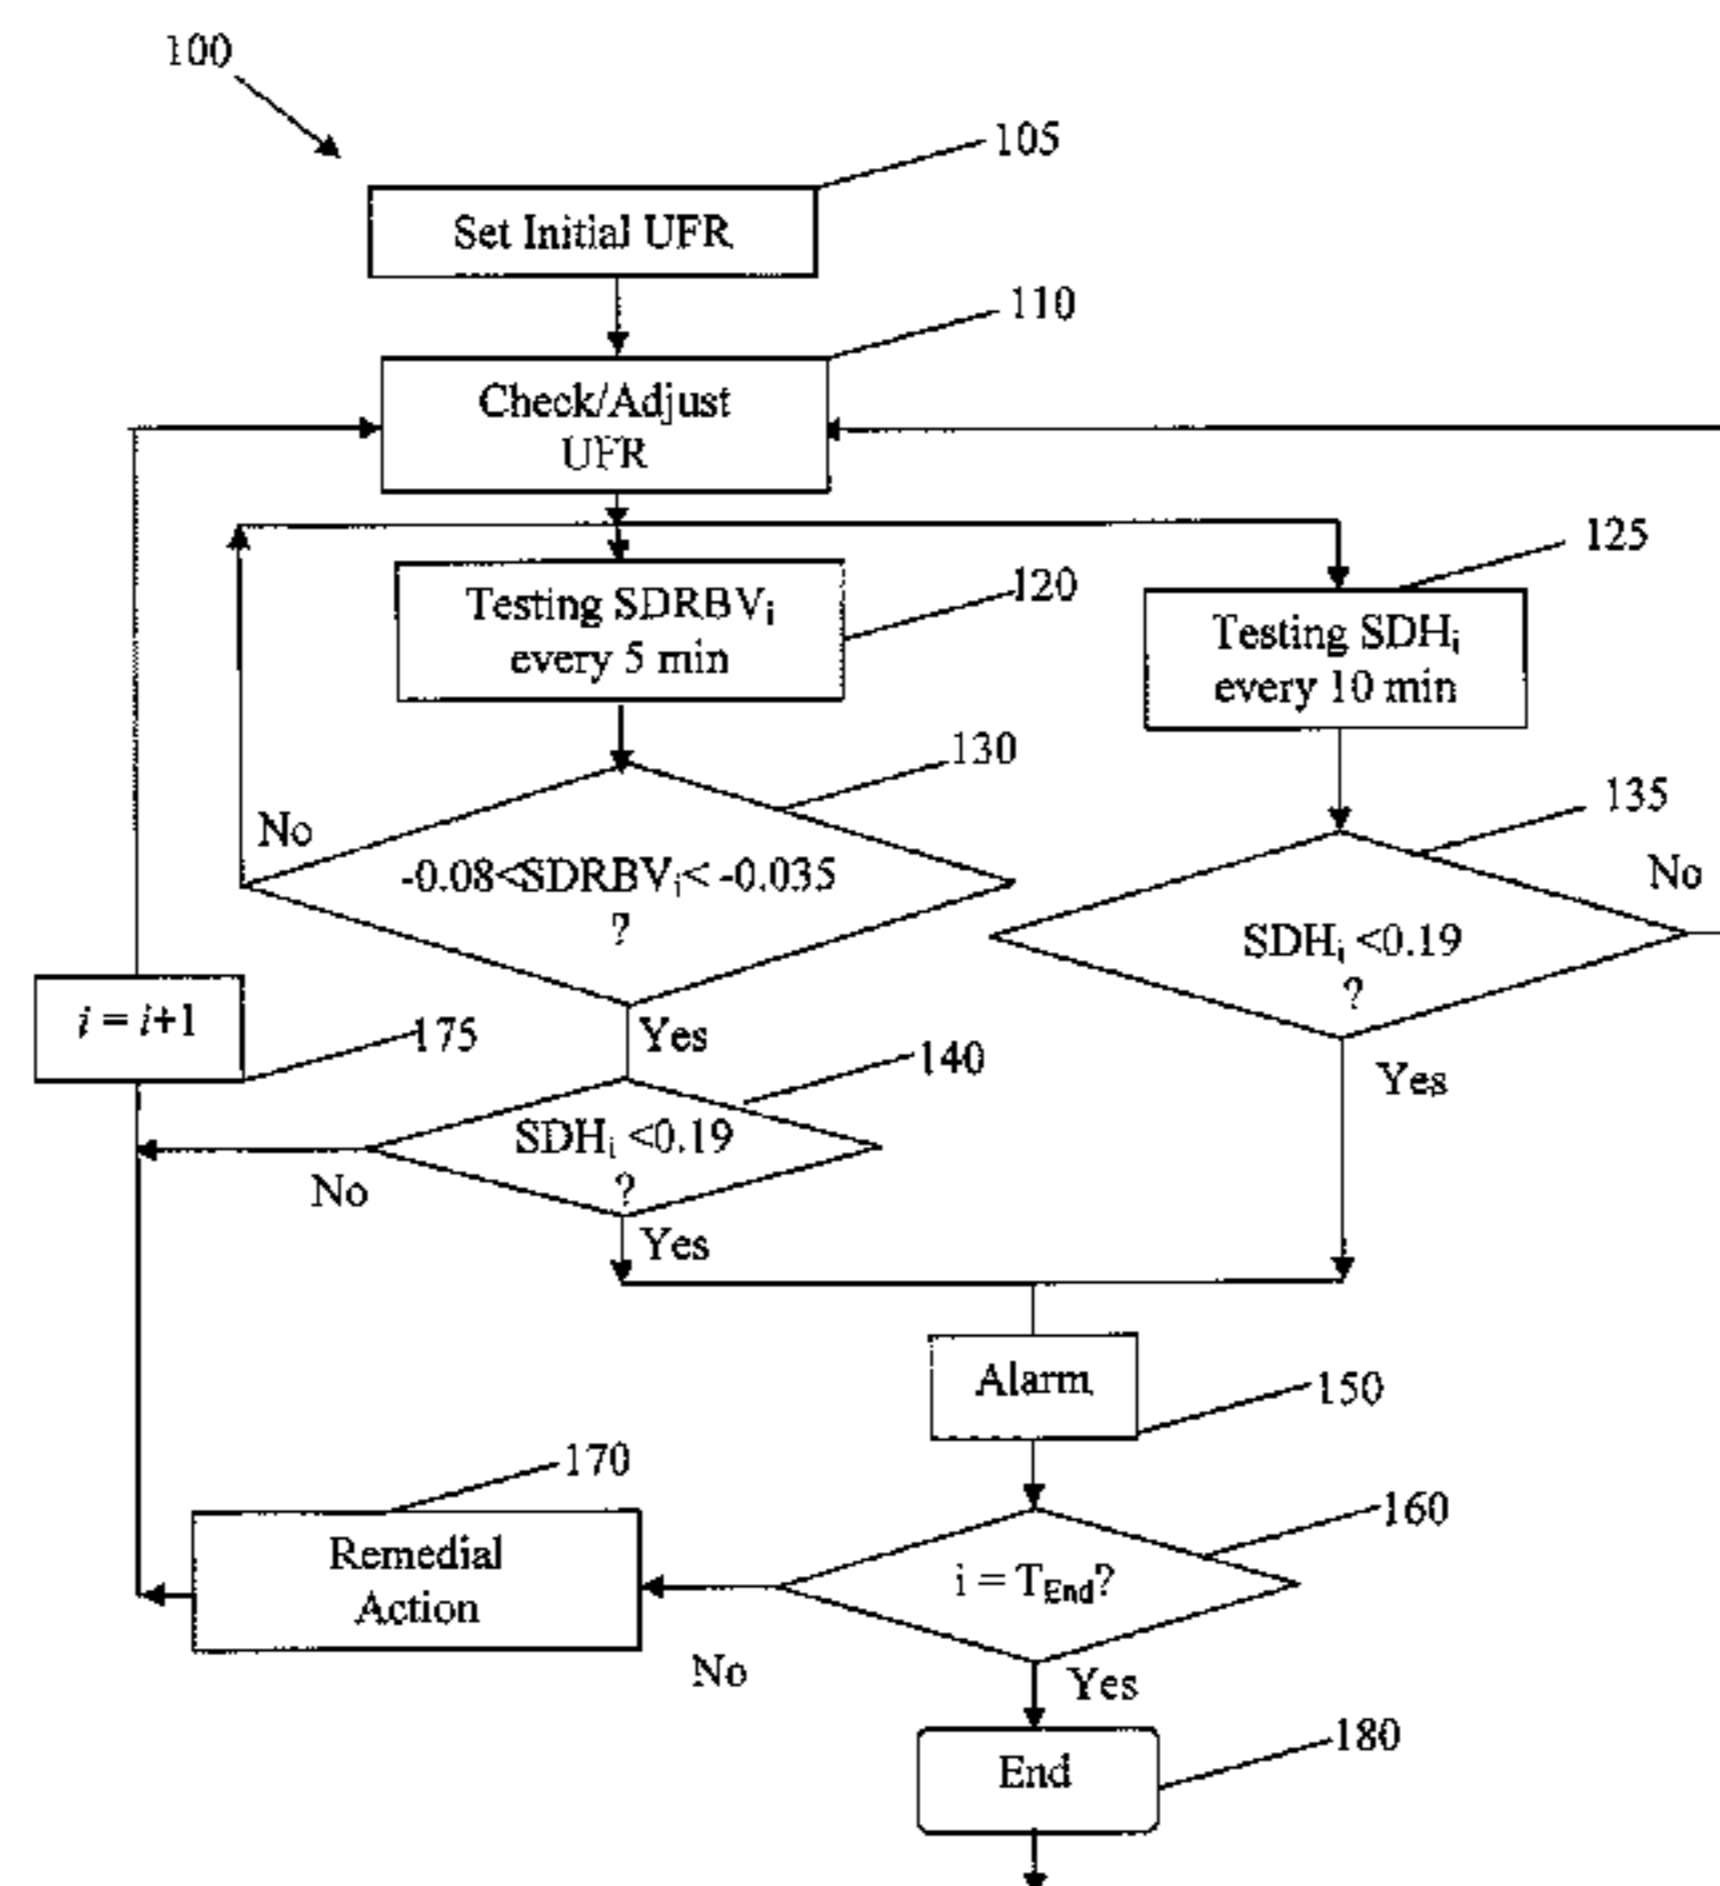 100
105
Set Initial UFR
110
Check/Adjust
UFR
125
120
Testing SDRBVi
every 5 min
Testing SDHi
every 10 min
130
135
No
-0.08<SDRBVi< -0.035
?
No
SDHi <0.19
?
i = i+1
175
Yes
140
Yes
SDHi <0.19
?
No
Yes
Alarm
150
170
160
Remedial
Action
i = TEnd?
No
Yes
180
End